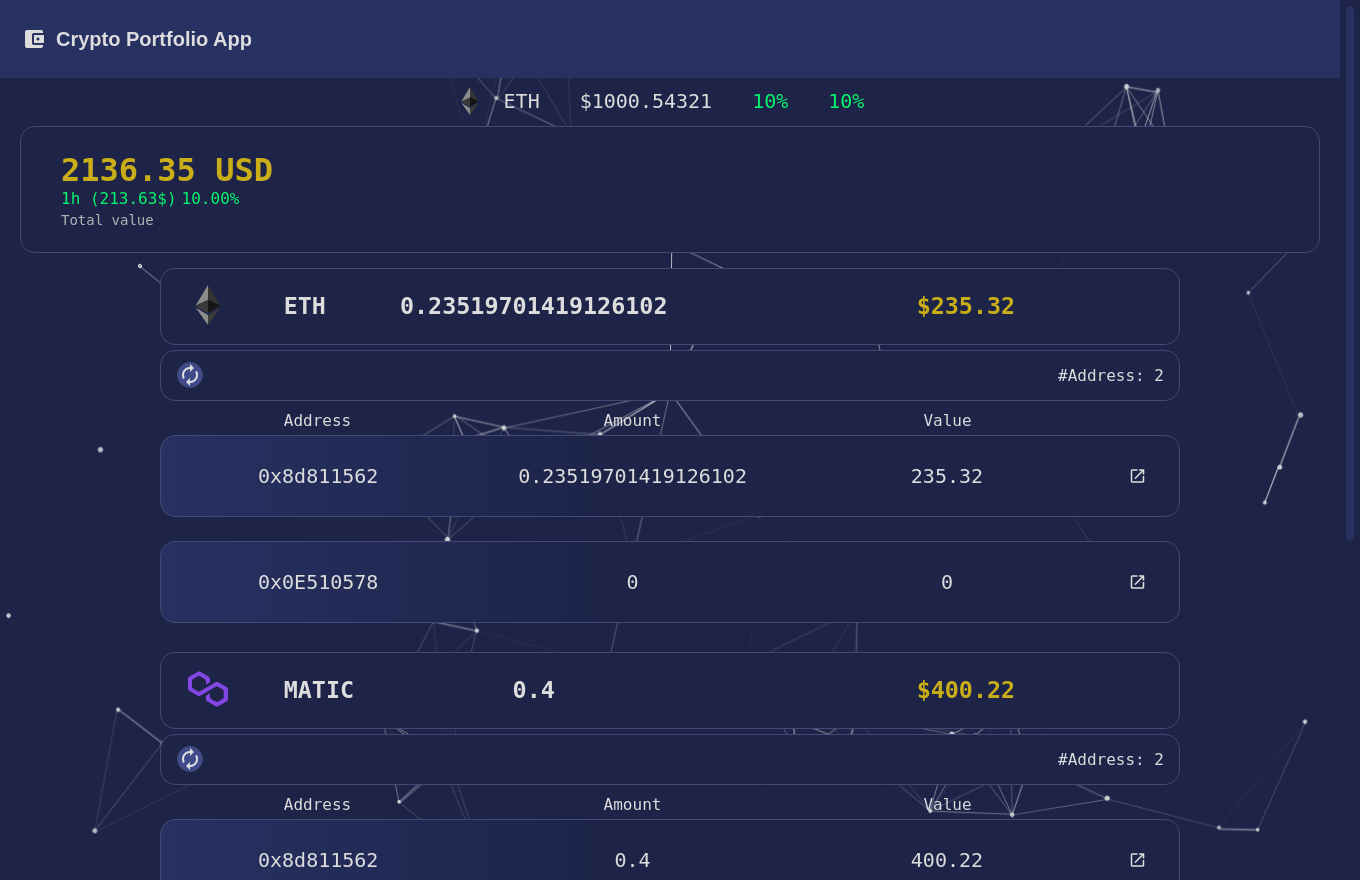 Crypto Portfolio App
ETH $1000.54321 10% 10%
2136.35 USD
1h (213.63$) 10.00%
Total value
ETH 0.23519701419126102 $235.32
#Address: 2
Address Amount Value
0x8d811562 0.23519701419126102 235.32
0x0E510578 0 0
MATIC 0.4 $400.22
#Address: 2
Address Amount Value
0x8d811562 0.4 400.22